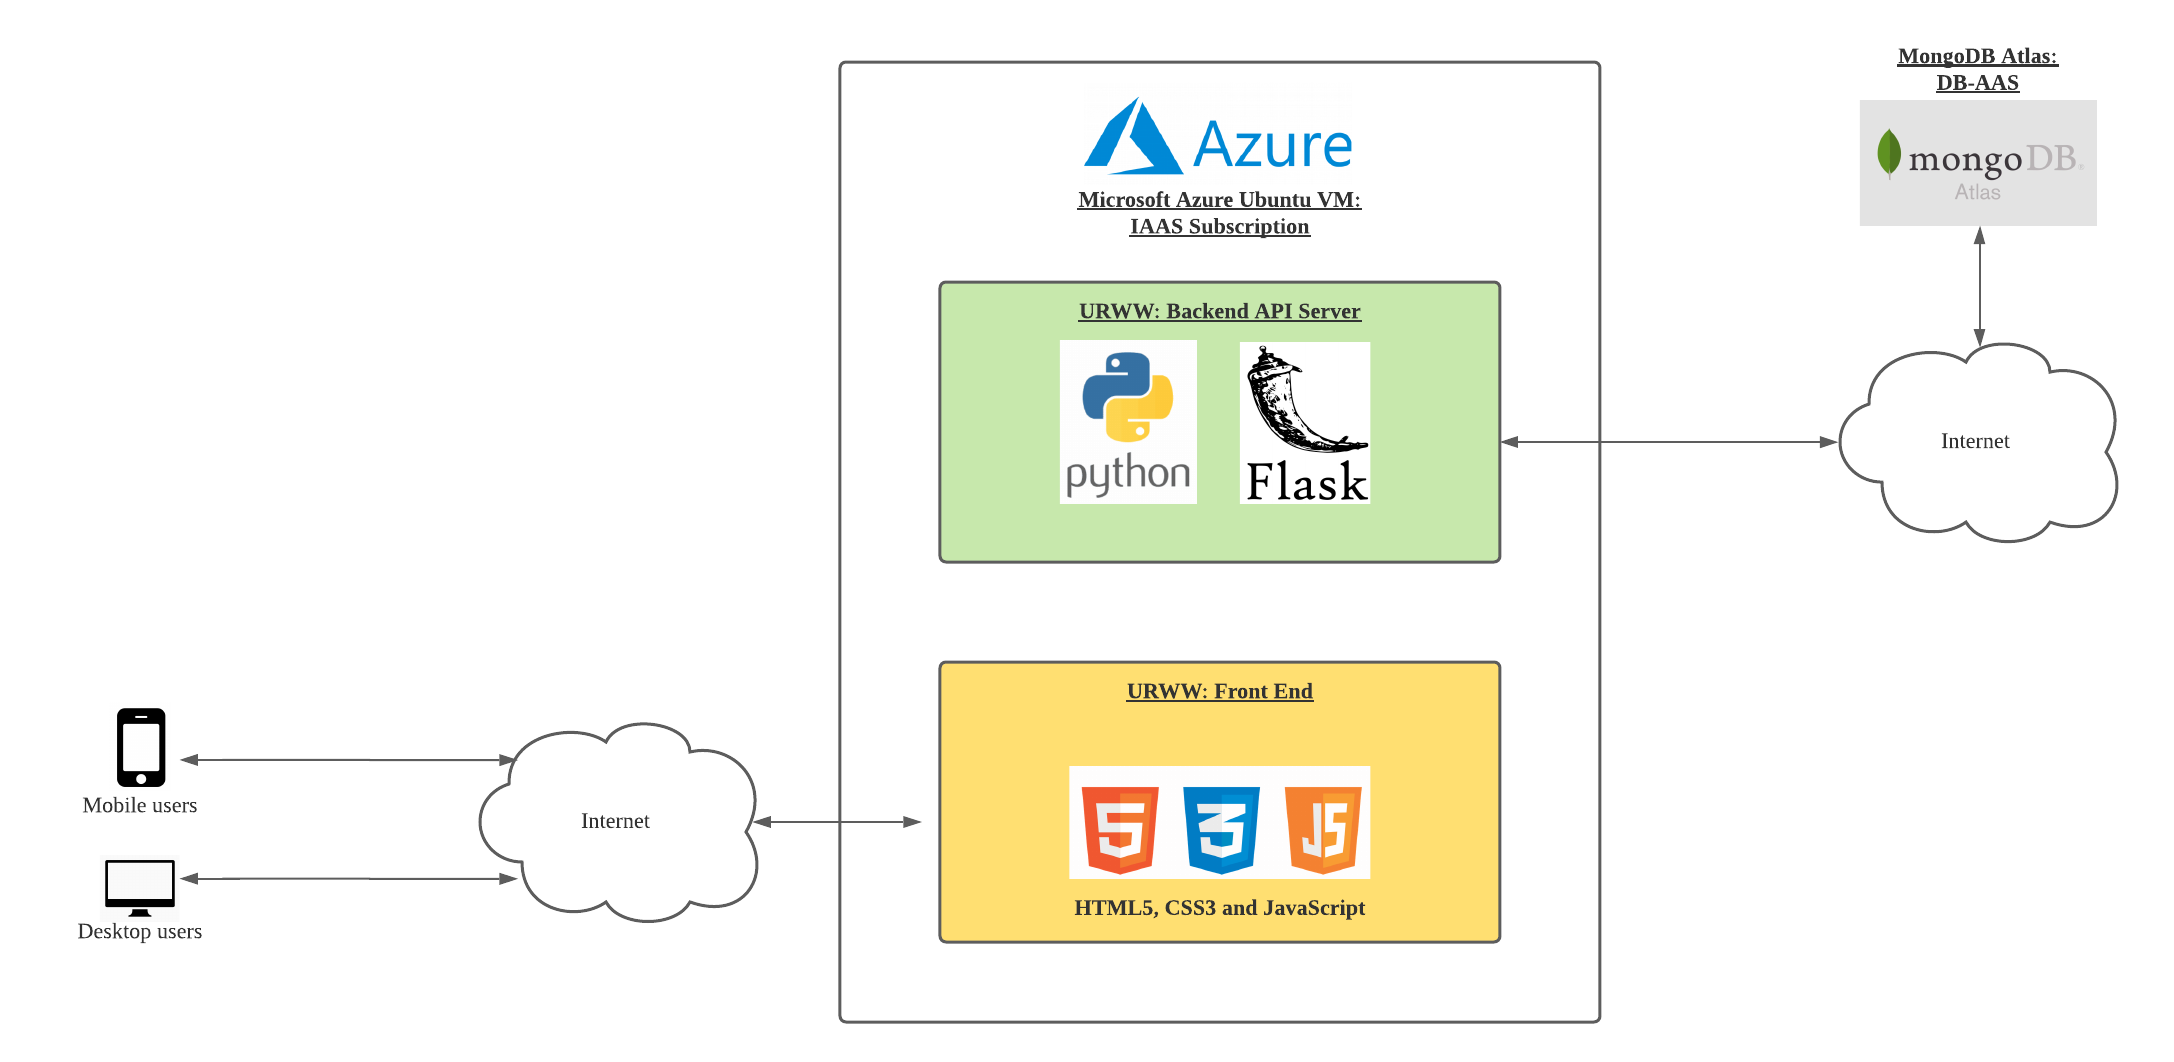 MongoDB Atlas:
DB-AAS
mongoDB®
Atlas
Azure
Microsoft Azure Ubuntu VM:
IAAS Subscription
URWW: Backend API Server
python
Flask
Internet
URWW: Front End
5
3
JS
HTML5, CSS3 and JavaScript
Internet
Mobile users
Desktop users